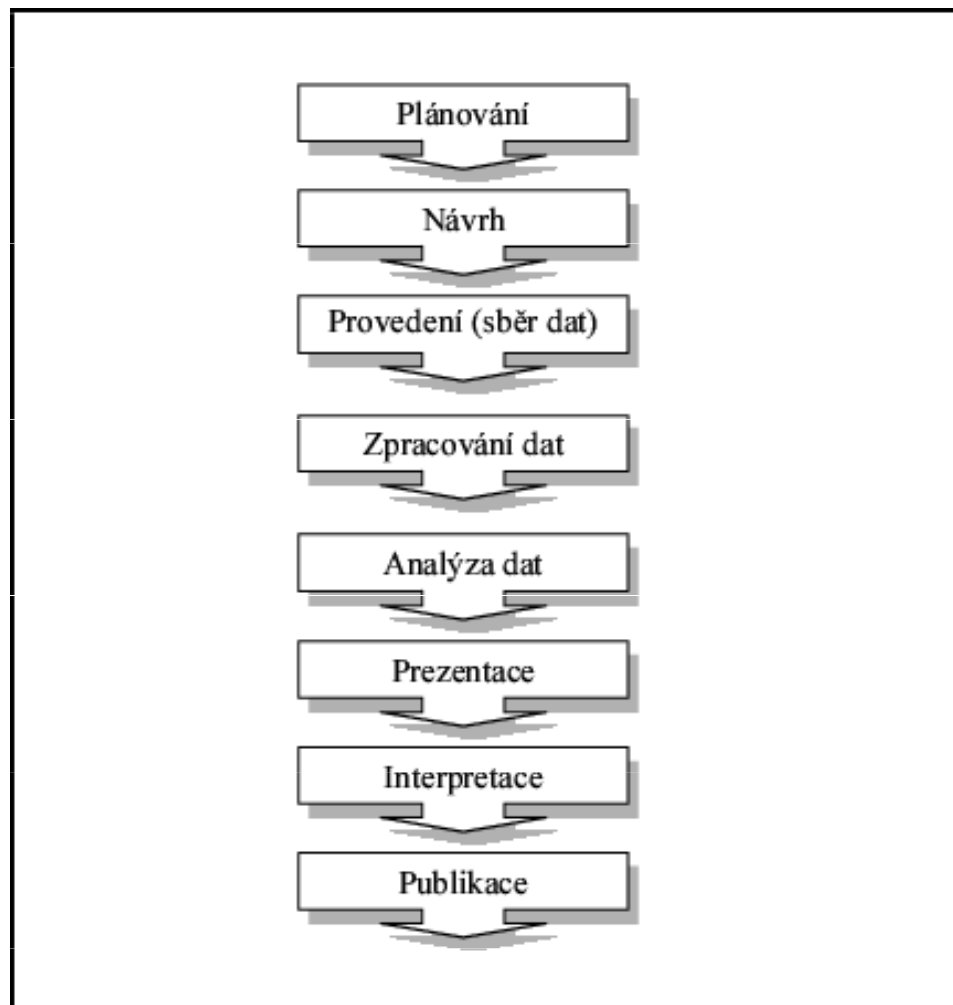 Plánování
Návrh
Provedení (sběr dat)
Zpracování dat
Analýza dat
Prezentace
Interpretace
Publikace